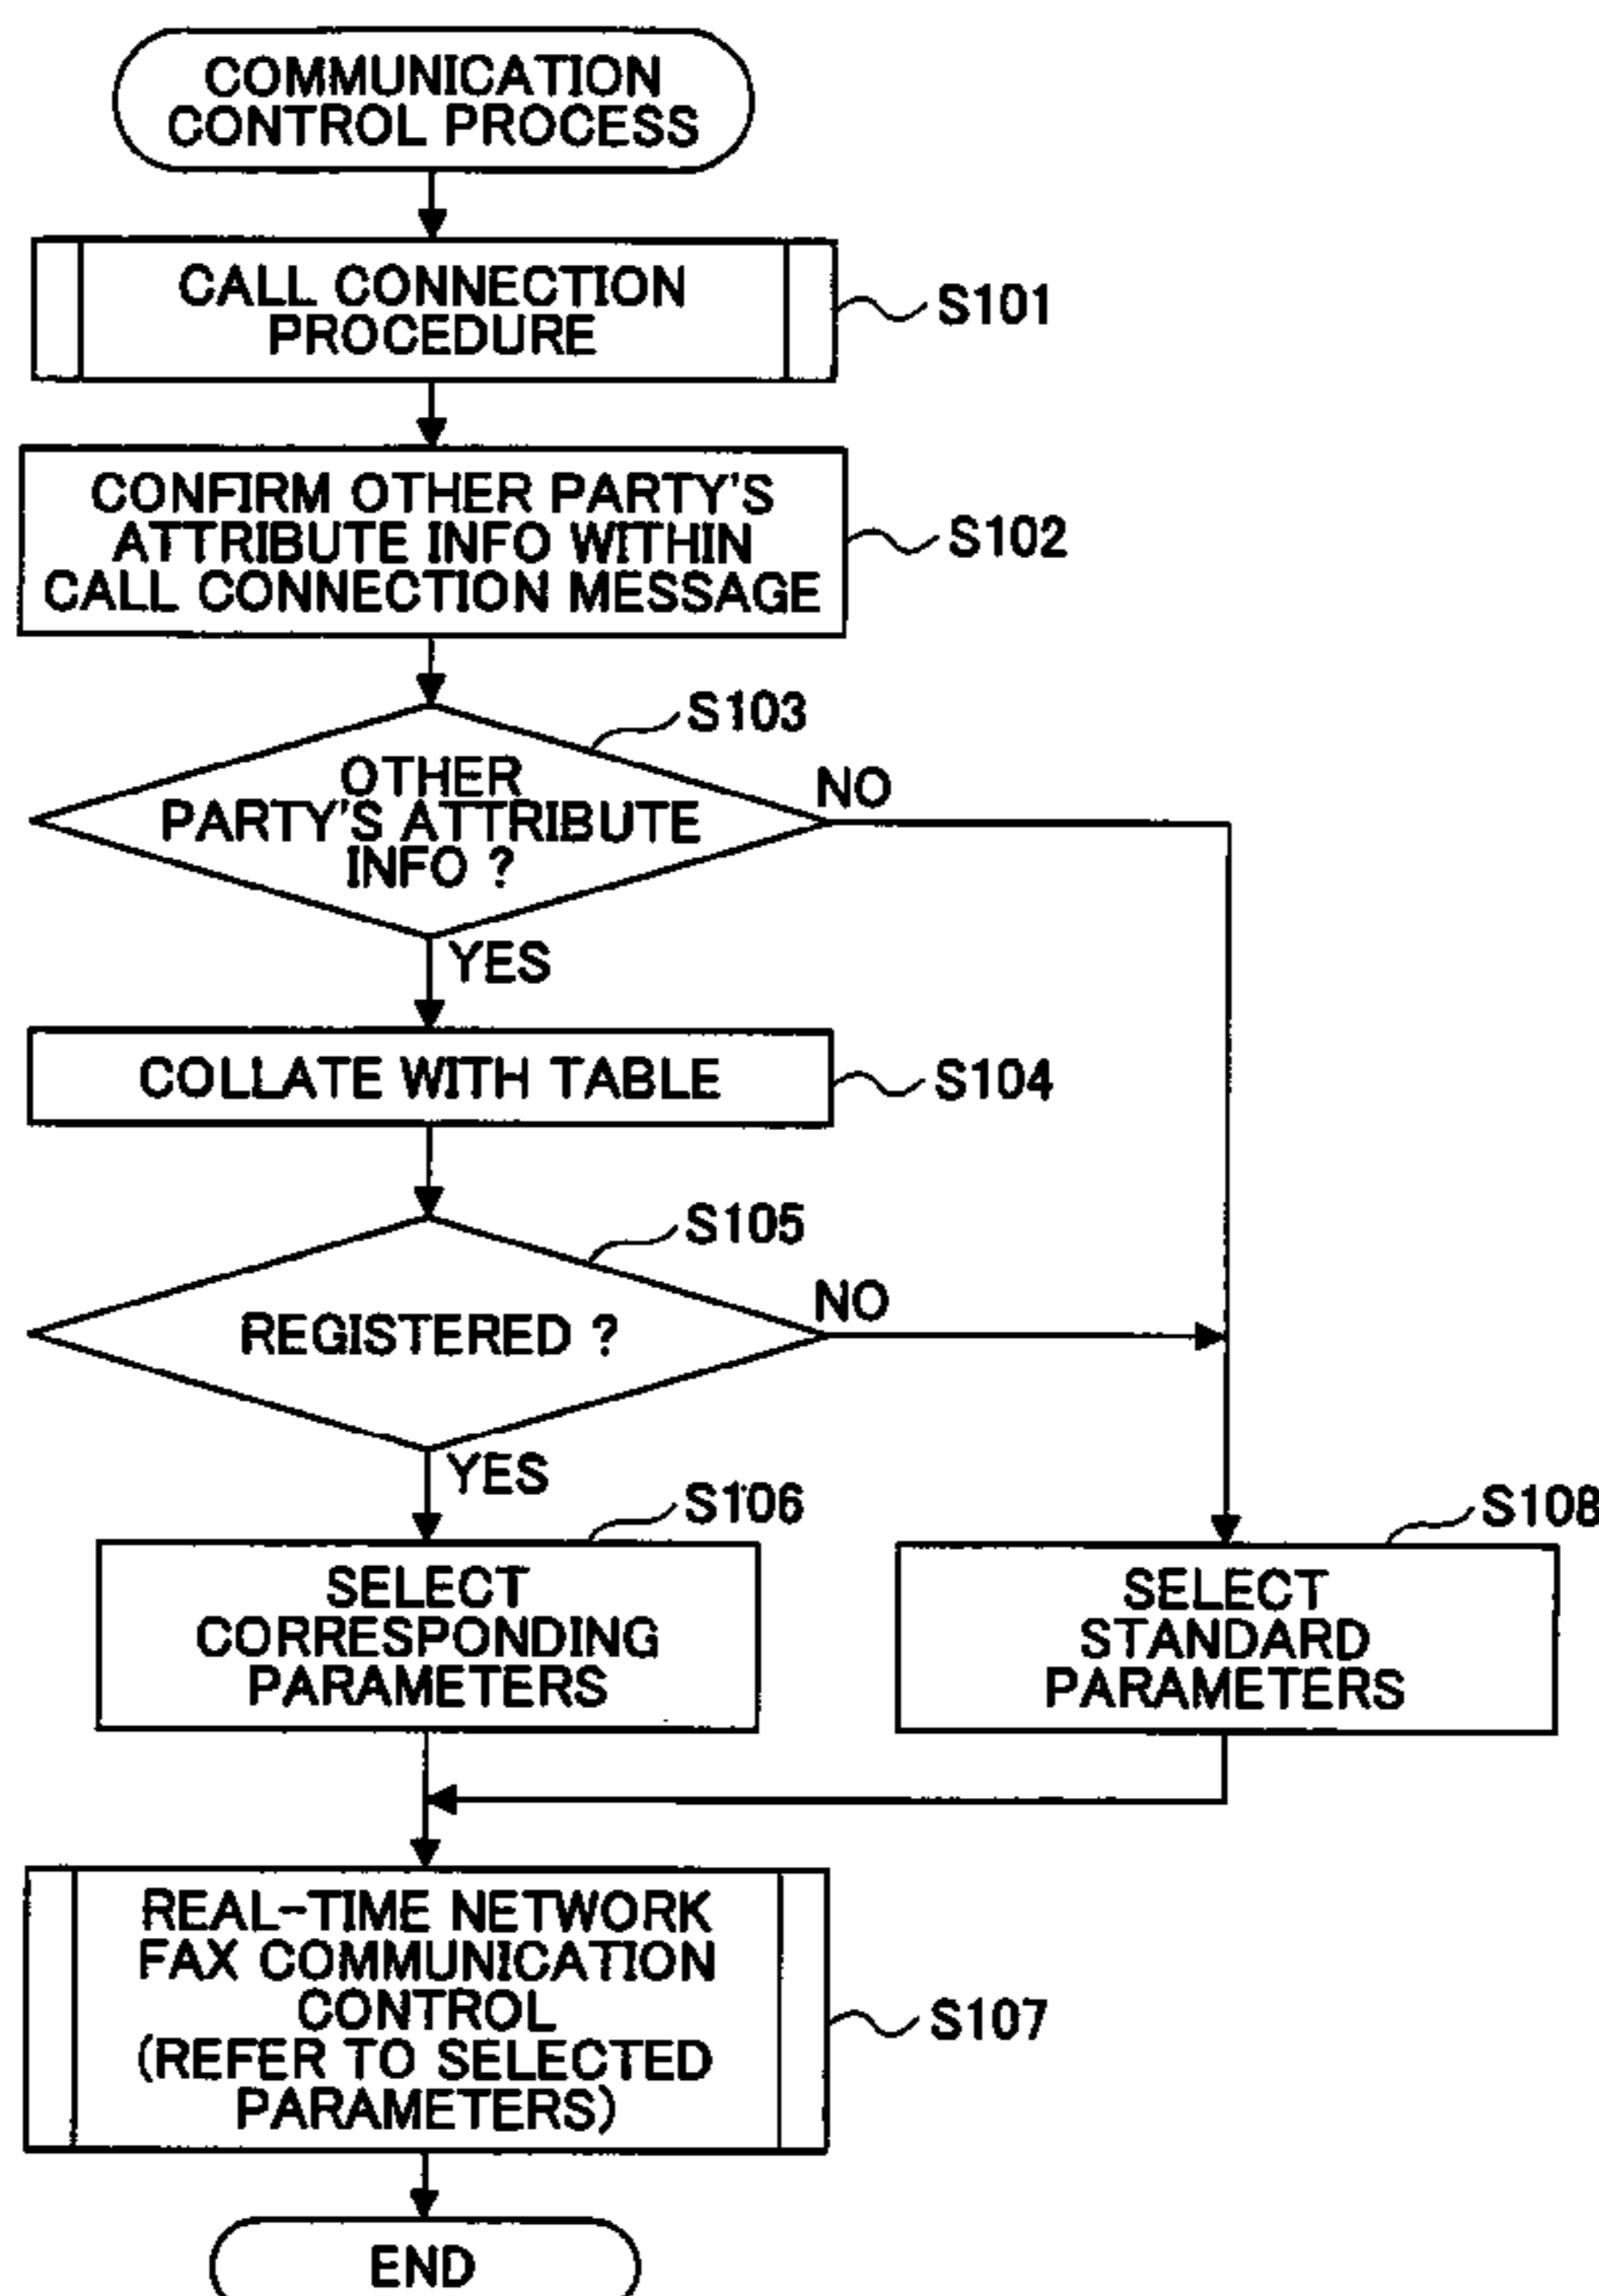 COMMUNICATION
CONTROL PROCESS
CALL CONNECTION
PROCEDURE
S101
CONFIRM OTHER PARTY'S
ATTRIBUTE INFO WITHIN
CALL CONNECTION MESSAGE
S102
S103
OTHER
PARTY'S ATTRIBUTE
INFO ?
NO
YES
COLLATE WITH TABLE
S104
S105
REGISTERED ?
NO
YES
S106
SELECT
CORRESPONDING
PARAMETERS
S108
SELECT
STANDARD
PARAMETERS
REAL-TIME NETWORK
FAX COMMUNICATION
CONTROL
(REFER TO SELECTED
PARAMETERS)
S107
END